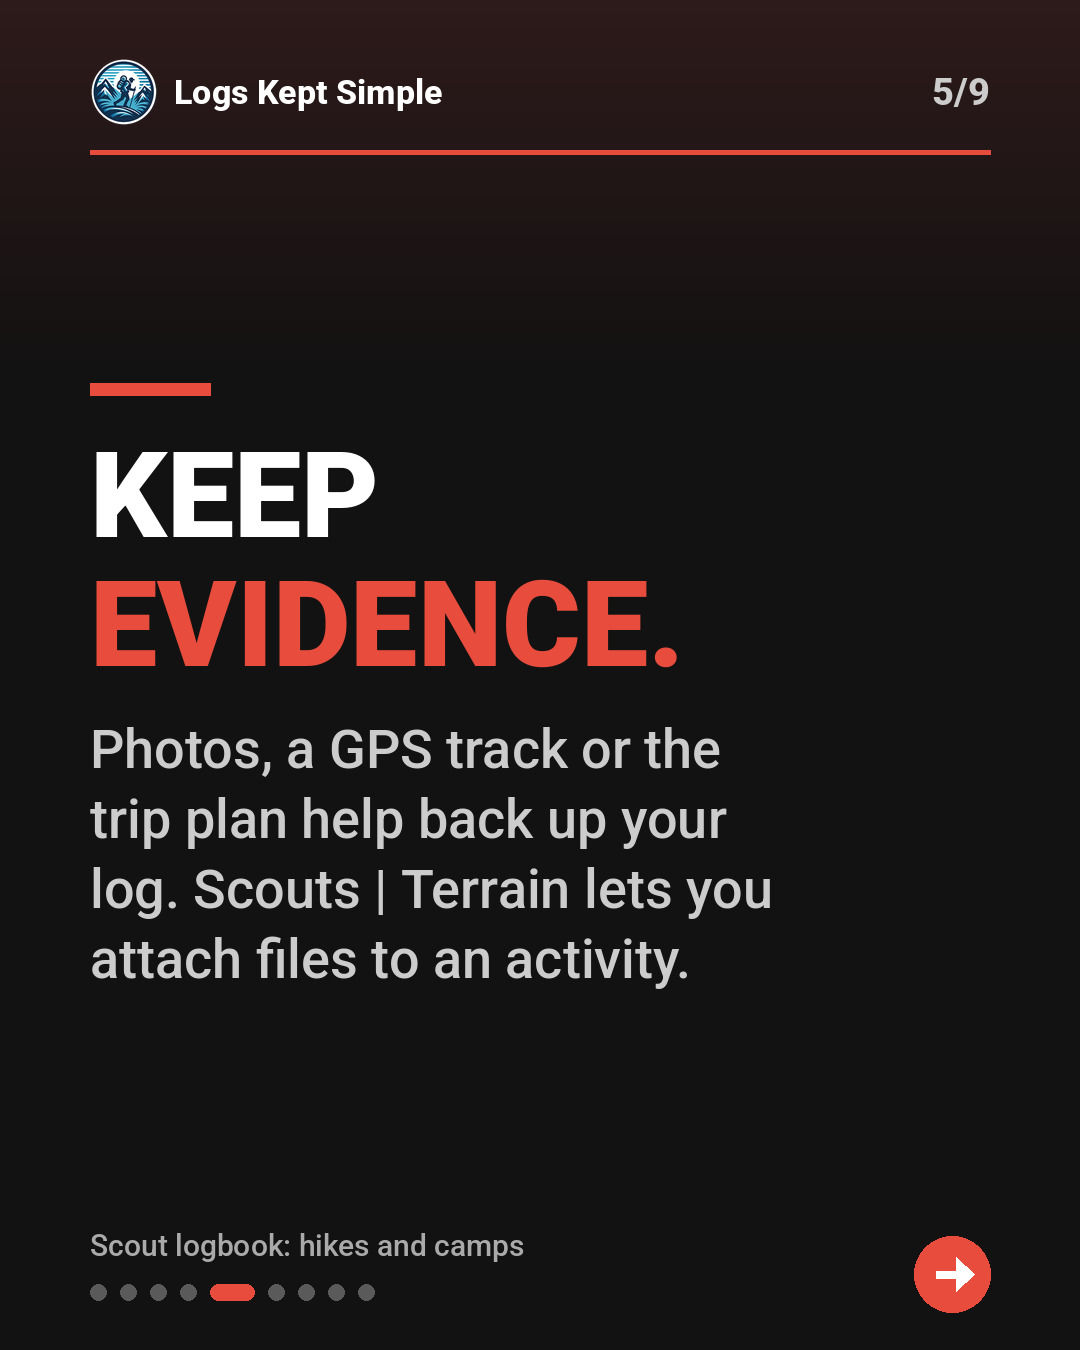 Logs Kept Simple
5/9
KEEP
EVIDENCE.
Photos, a GPS track or the
trip plan help back up your
log. Scouts | Terrain lets you
attach files to an activity.
Scout logbook: hikes and camps